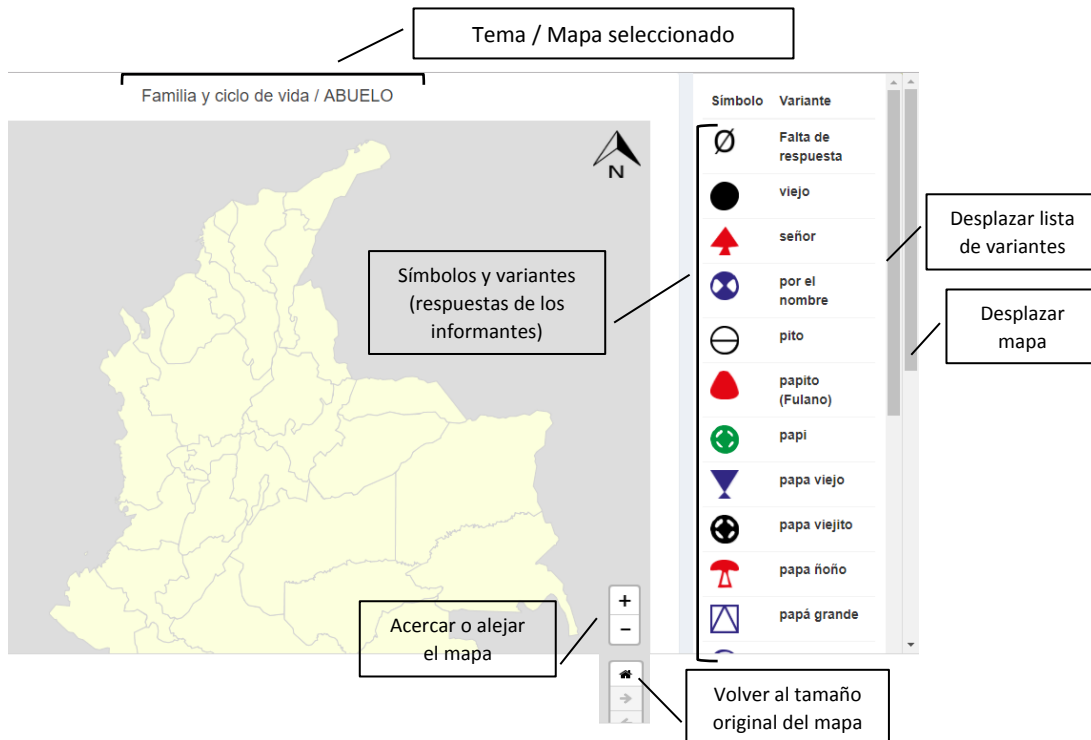 Tema / Mapa seleccionado
Familia y ciclo de vida / ABUELO
N
Símbolo Variante
Ø
Falta de
respuesta
viejo
señor
por el
nombre
pito
papito
(Fulano)
papi
papa viejo
papa viejito
papa ñoño
papá grande
Símbolos y variantes
(respuestas de los
informantes)
Desplazar lista
de variantes
Desplazar
mapa
+
−
Acercar o alejar
el mapa
Volver al tamaño
original del mapa